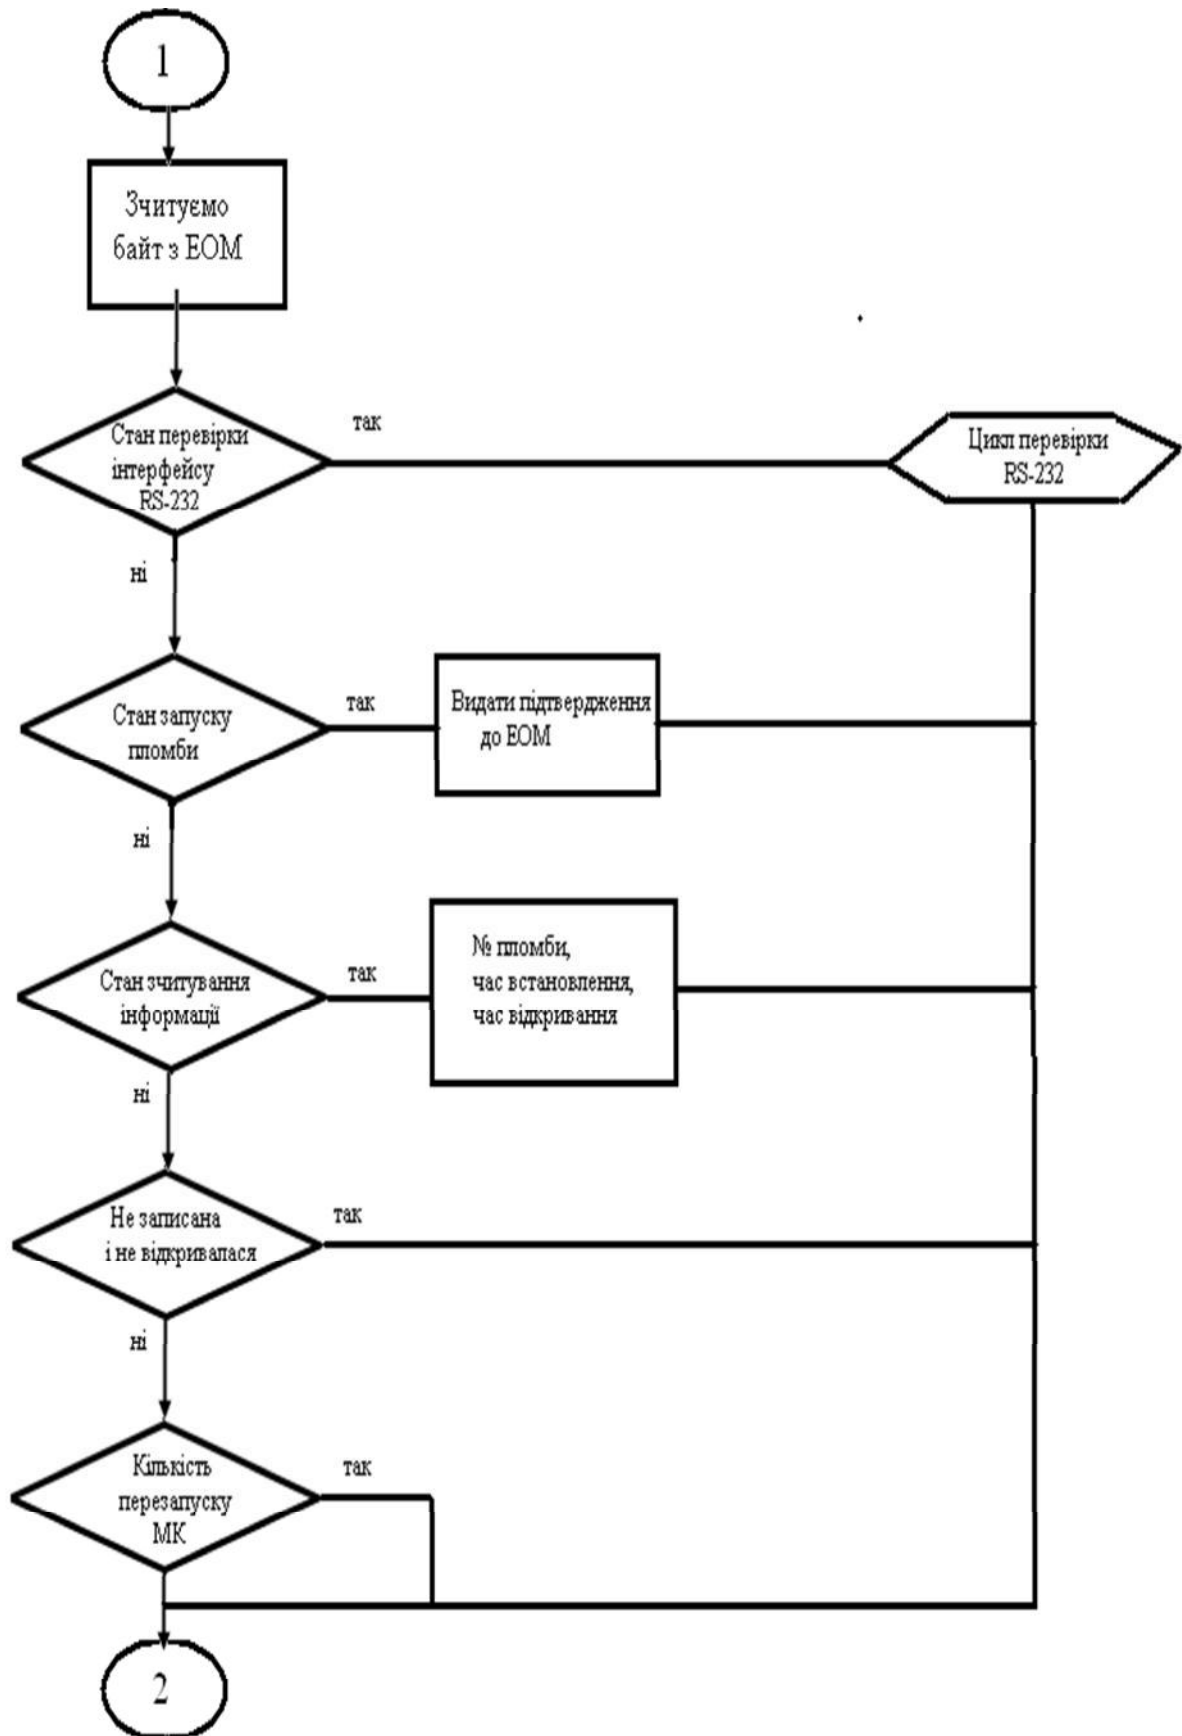 1
Зчитуємо
байт з ЕОМ
так
Стан перевірки
інтерфейсу
RS-232
Цикл перевірки
RS-232
ні
Стан запуску
пломби
так
Видати підтвердження
до ЕОМ
ні
Стан зчитування
інформації
так
№ пломби,
час встановлення,
час відкривання
ні
Не записана
і не відкривалася
так
ні
Кількість
перезапуску
МК
так
2